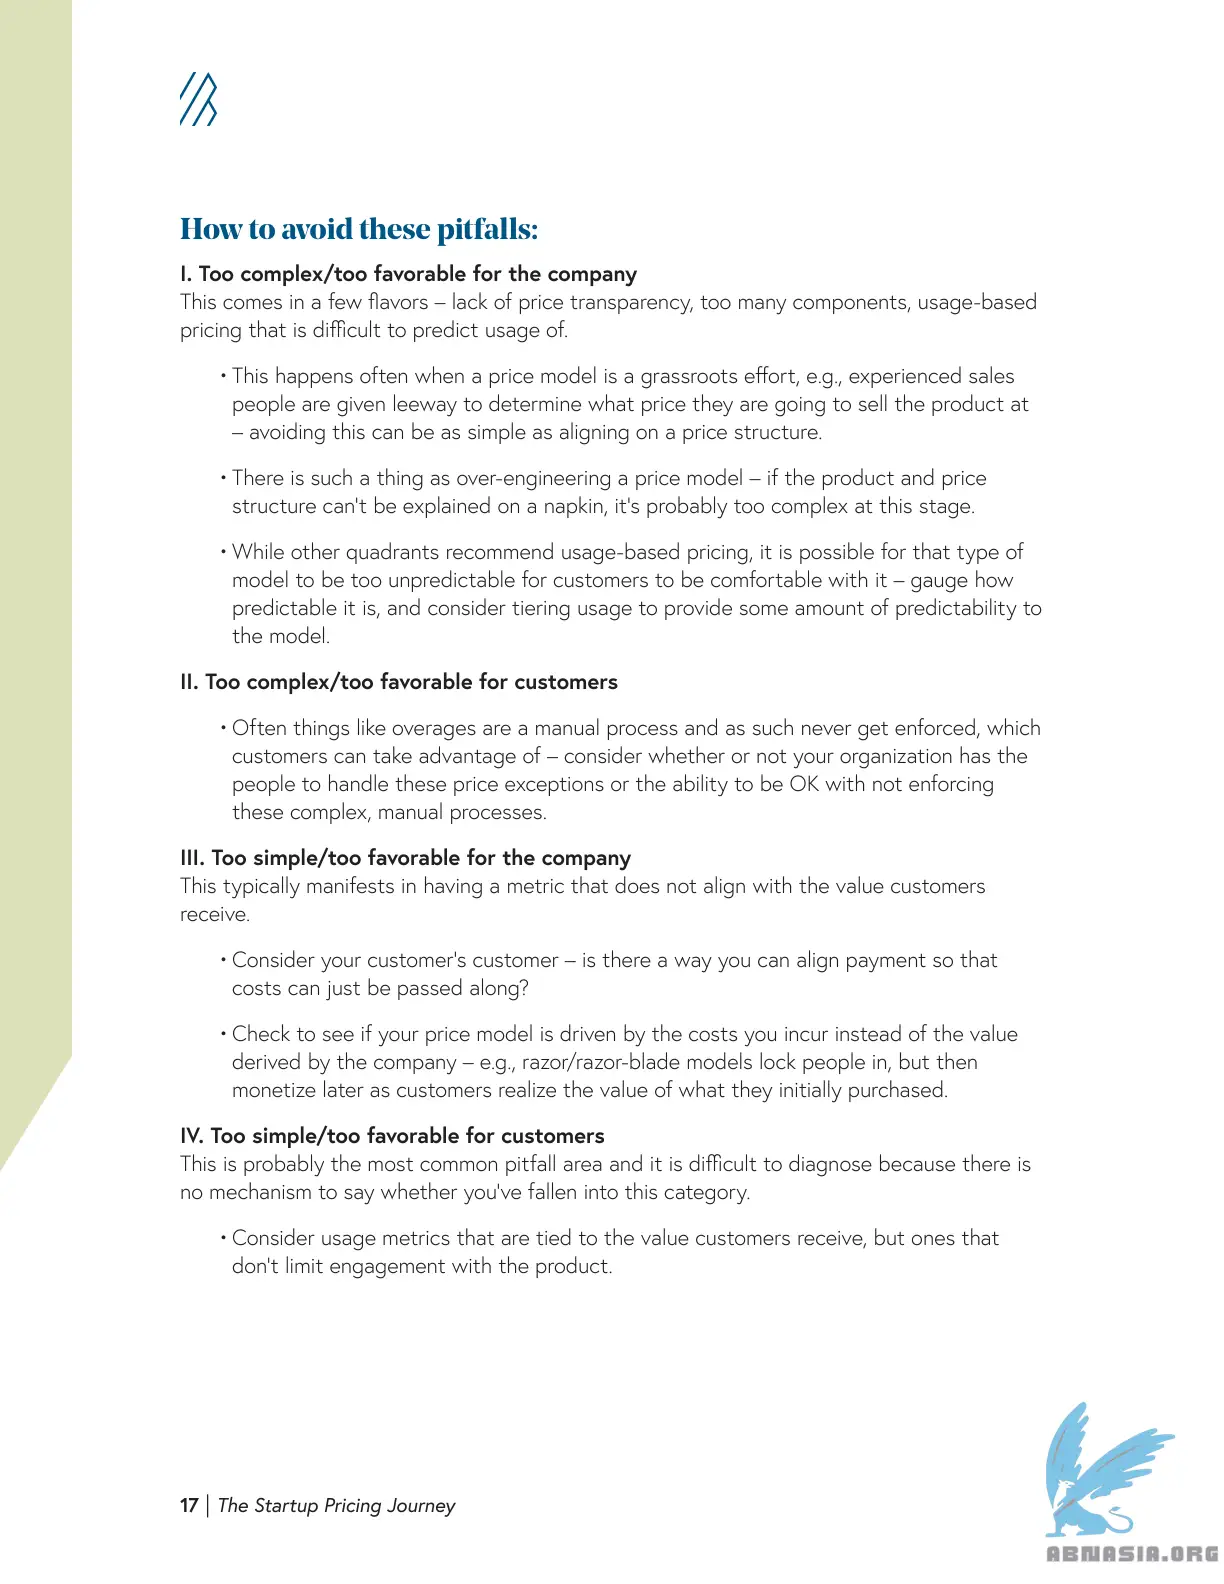 How to avoid these pitfalls:
I. Too complex/too favorable for the company
This comes in a few flavors – lack of price transparency, too many components, usage-based
pricing that is difficult to predict usage of.
• This happens often when a price model is a grassroots effort, e.g., experienced sales
people are given leeway to determine what price they are going to sell the product at
– avoiding this can be as simple as aligning on a price structure.
• There is such a thing as over-engineering a price model – if the product and price
structure can't be explained on a napkin, it's probably too complex at this stage.
• While other quadrants recommend usage-based pricing, it is possible for that type of
model to be too unpredictable for customers to be comfortable with it – gauge how
predictable it is, and consider tiering usage to provide some amount of predictability to
the model.
II. Too complex/too favorable for customers
• Often things like overages are a manual process and as such never get enforced, which
customers can take advantage of – consider whether or not your organization has the
people to handle these price exceptions or the ability to be OK with not enforcing
these complex, manual processes.
III. Too simple/too favorable for the company
This typically manifests in having a metric that does not align with the value customers
receive.
• Consider your customer's customer – is there a way you can align payment so that
costs can just be passed along?
• Check to see if your price model is driven by the costs you incur instead of the value
derived by the company – e.g., razor/razor-blade models lock people in, but then
monetize later as customers realize the value of what they initially purchased.
IV. Too simple/too favorable for customers
This is probably the most common pitfall area and it is difficult to diagnose because there is
no mechanism to say whether you've fallen into this category.
• Consider usage metrics that are tied to the value customers receive, but ones that
don't limit engagement with the product.
17 | The Startup Pricing Journey
ABNASIA.ORG